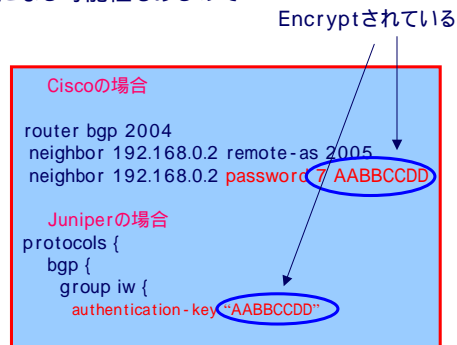 Encryptされている
Ciscoの場合
router bgp 2004
neighbor 192.168.0.2 remote-as 2005
neighbor 192.168.0.2 password 7 AABBCCDD
Juniperの場合
protocols {
bgp {
group iw {
authentication-key “AABBCCDD”